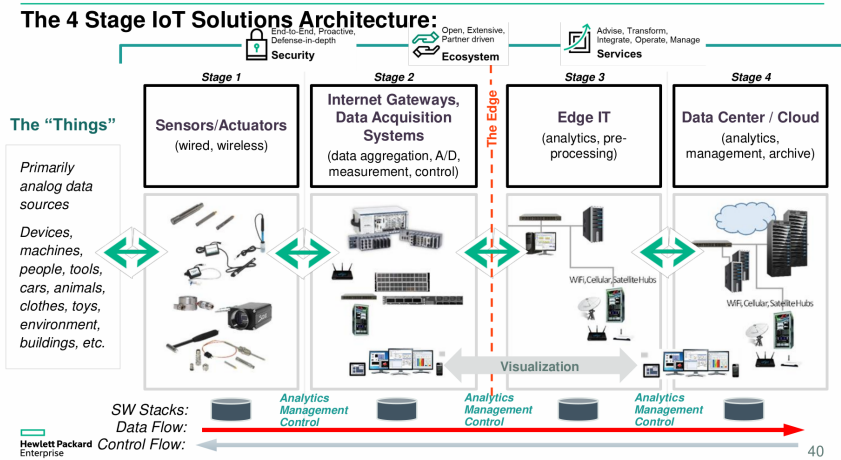 The 4 Stage IoT Solutions Architecture:
End-to-End, Proactive,
Defense-in-depth
Security
Open, Extensive,
Partner driven
Ecosystem
Advise, Transform,
Integrate, Operate, Manage
Services
Stage 1
Stage 2
Stage 3
Stage 4
The “Things”
Primarily
analog data
sources
Devices,
machines,
people, tools,
cars, animals,
clothes, toys,
environment,
buildings, etc.
Sensors/Actuators
(wired, wireless)
Internet Gateways,
Data Acquisition
Systems
(data aggregation, A/D,
measurement, control)
The Edge
Edge IT
(analytics, pre-
processing)
Data Center / Cloud
(analytics,
management, archive)
WiFi, Cellular, Satellite Hubs
WiFi, Cellular, Satellite Hubs
Visualization
SW Stacks:
Analytics
Management
Control
Analytics
Management
Control
Analytics
Management
Control
Data Flow:
Control Flow:
Hewlett Packard
Enterprise
40